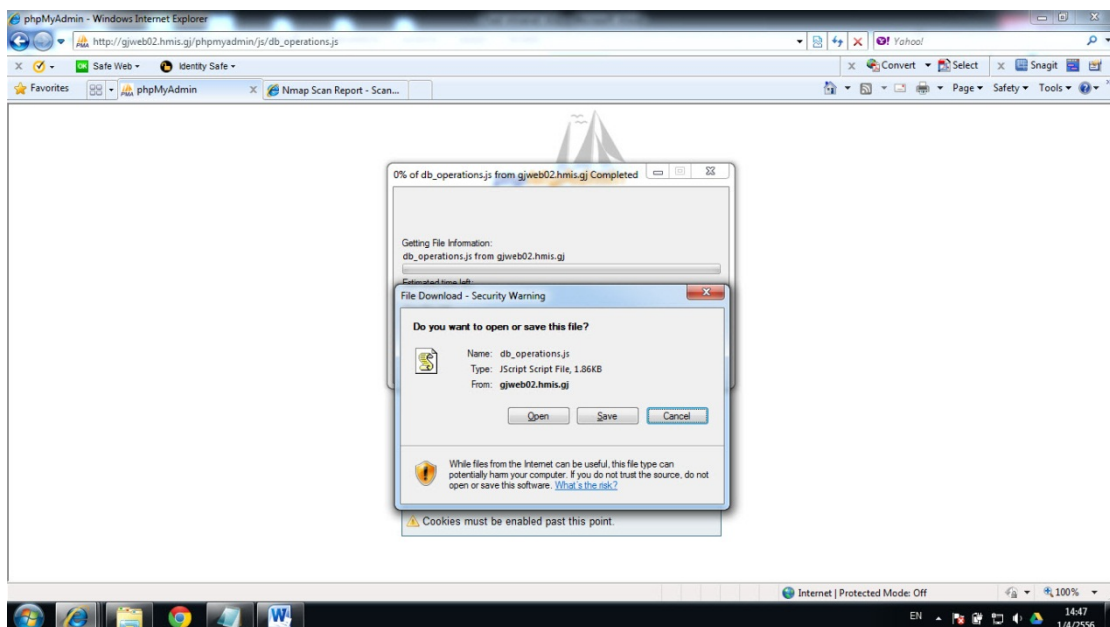 phpMyAdmin - Windows Internet Explorer
http://gjweb02.hmis.gj/phpmyadmin/js/db_operations.js
Yahoo!
Safe Web
Identity Safe
Convert
Select
Snagit
Favorites
phpMyAdmin
Nmap Scan Report - Scan...
Page
Safety
Tools
0% of db_operations.js from gjweb02.hmis.gj Completed
Getting File Information:
db_operations.js from gjweb02.hmis.gj
Estimated time left:
File Download - Security Warning
Do you want to open or save this file?
Name: db_operations.js
Type: JScript Script File, 1.86KB
From: gjweb02.hmis.gj
Open
Save
Cancel
While files from the Internet can be useful, this file type can
potentially harm your computer. If you do not trust the source, do not
open or save this software. What's the risk?
Cookies must be enabled past this point.
Internet | Protected Mode: Off
100%
EN
14:47
1/4/2556